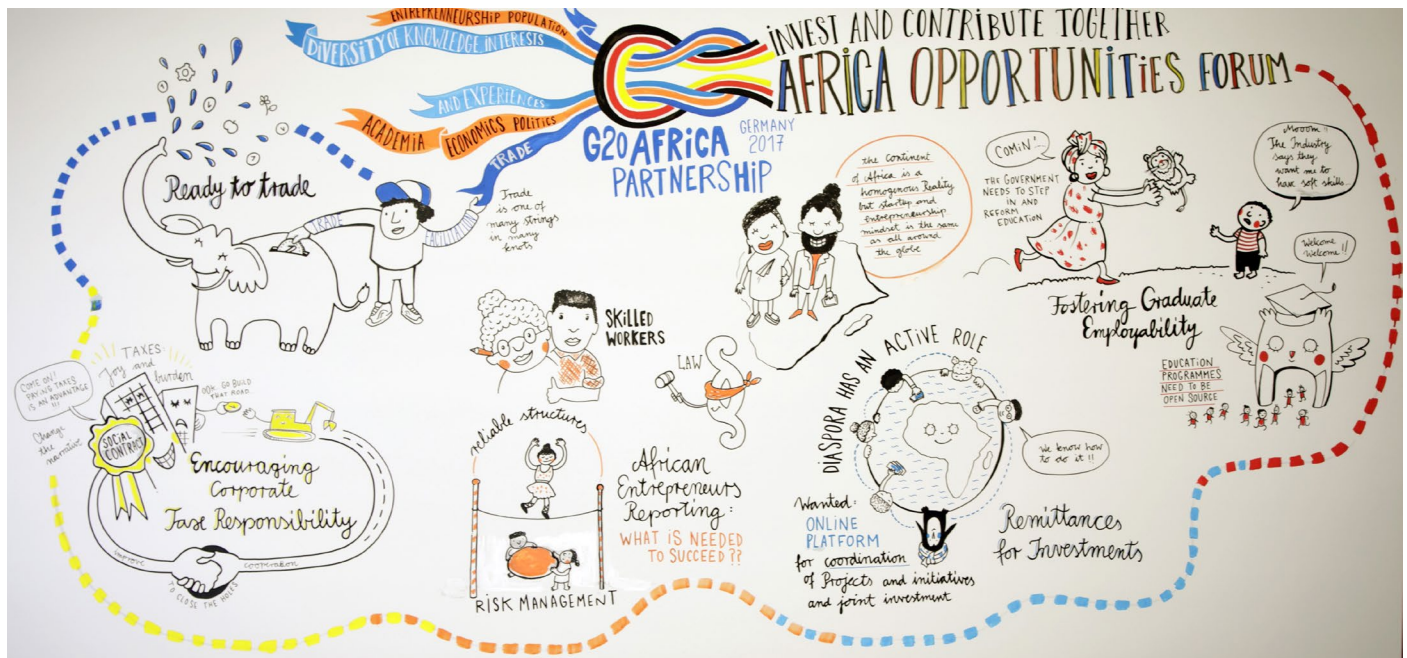 ENTREPRENEURSHIP POPULATION
DIVERSITY OF KNOWLEDGE INTERESTS
AND EXPERIENCES
ACADEMIA ECONOMICS POLITICS
TRADE
INVEST AND CONTRIBUTE TOGETHER
AFRICA OPPORTUNITIES FORUM
G20 AFRICA
PARTNERSHIP
GERMANY
2017
Ready to trade
TRADE
FACILITATION
Trade
is one of
many strings
in many
knots
the Continent
of Africa is a
homogenous Reality
but startup and
entrepreneurship
mindset is the same
as all around
the globe
COMIN'...
THE GOVERNMENT
NEEDS TO STEP
IN AND
REFORM
EDUCATION
Mooom!!
The Industry
says they
want me to
have soft skills...
Welcome
Welcome!!
Fostering Graduate
Employability
EDUCATION
PROGRAMMES
NEED TO BE
OPEN SOURCE
SKILLED
WORKERS
LAW
reliable structures
RISK MANAGEMENT
African
Entrepreneurs
Reporting:
WHAT IS NEEDED
TO SUCCEED??
DIASPORA HAS AN ACTIVE ROLE
We know how
to do it!!
Wanted:
ONLINE
PLATFORM
for coordination
of Projects and initiatives
and joint investment
Remittances
for Investments
TAXES:
Joy and
burden
COME ON!
PAYING TAXES
IS AN ADVANTAGE
!!!
Change
the
narrative
SOCIAL
CONTRACT
GO BUILD
THAT ROAD
Encouraging
Corporate
Taxe Responsibility
IMPROVE COOPERATION
TO CLOSE THE HOLES